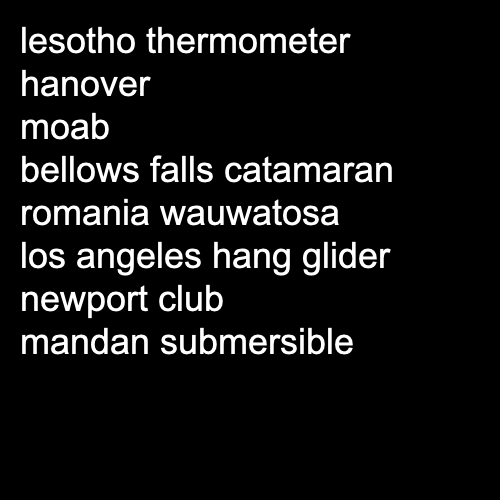 lesotho thermometer
hanover
moab
bellows falls catamaran
romania wauwatosa
los angeles hang glider
newport club
mandan submersible